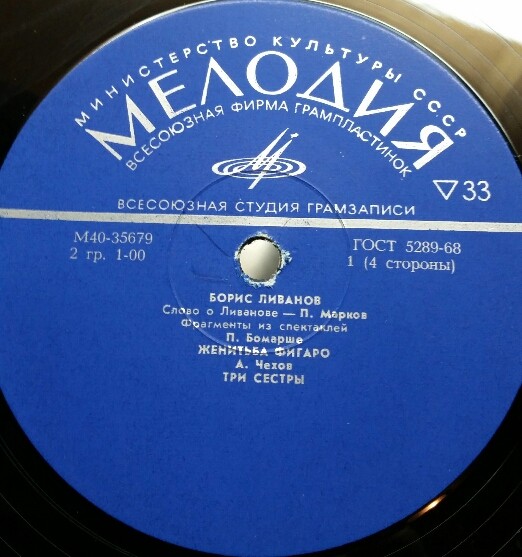 МИНИСТЕРСТВО КУЛЬТУРЫ СССР
МЕЛОДИЯ
ВСЕСОЮЗНАЯ ФИРМА ГРАМПЛАСТИНОК
33
ВСЕСОЮЗНАЯ СТУДИЯ ГРАМЗАПИСИ
М40-35679
2 гр. 1-00
ГОСТ 5289-68
1 (4 стороны)
БОРИС ЛИВАНОВ
Слово о Ливанове — П. Марков
Фрагменты из спектаклей
П. Бомарше
ЖЕНИТЬБА ФИГАРО
А. Чехов
ТРИ СЕСТРЫ